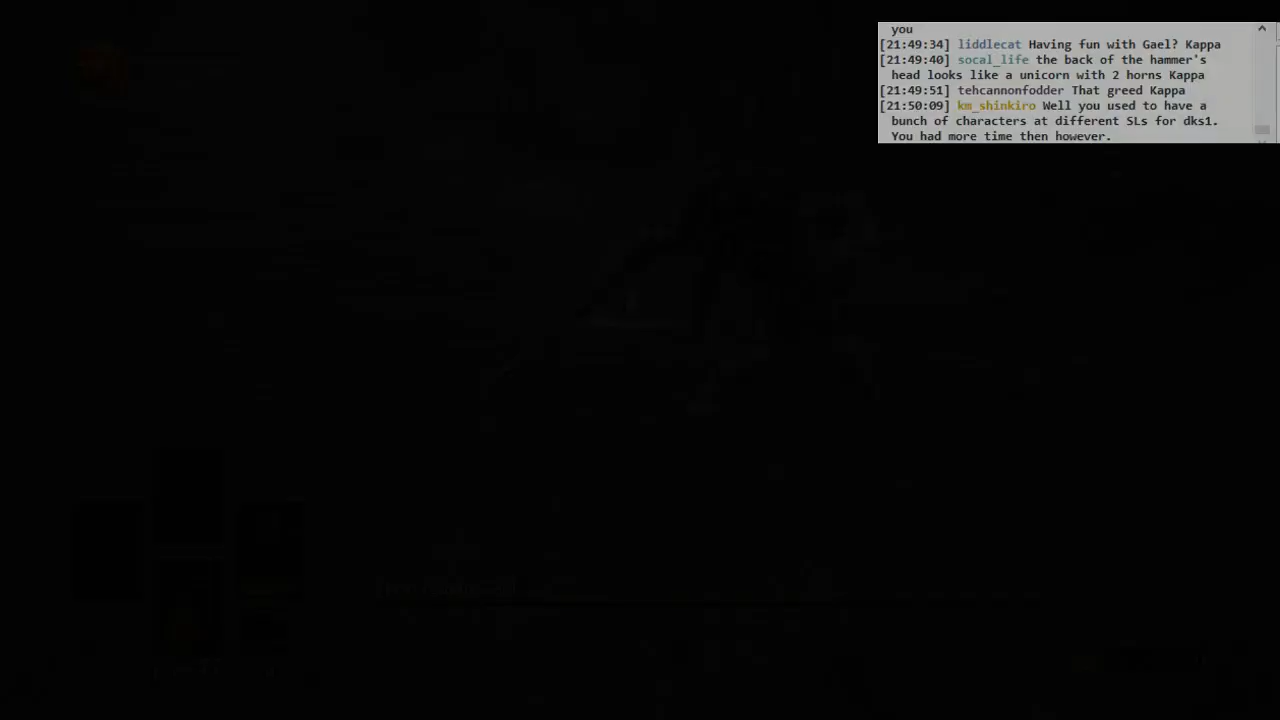 you
[21:49:34] liddlecat Having fun with Gael? Kappa
[21:49:40] socal_life the back of the hammer's
head looks like a unicorn with 2 horns Kappa
[21:49:51] tehcannonfodder That greed Kappa
[21:50:09] km_shinkiro Well you used to have a
bunch of characters at different SLs for dks1.
You had more time then however.